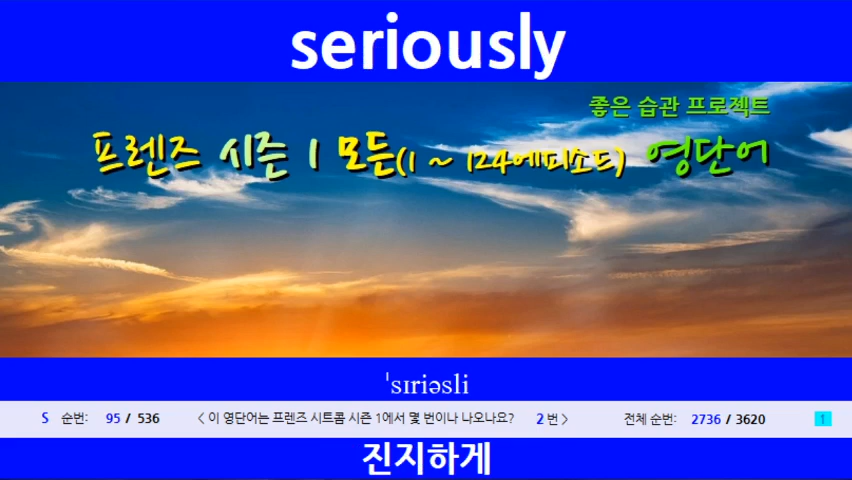 seriously
좋은 습관 프로젝트
프렌즈 시즌 1 모든(1 ~ 124에피소드) 영단어
ˈsɪriəsli
S 순번: 95 / 536 < 이 영단어는 프렌즈 시트콤 시즌 1에서 몇 번이나 나오나요? 2 번 > 전체 순번: 2736 / 3620 1
진지하게